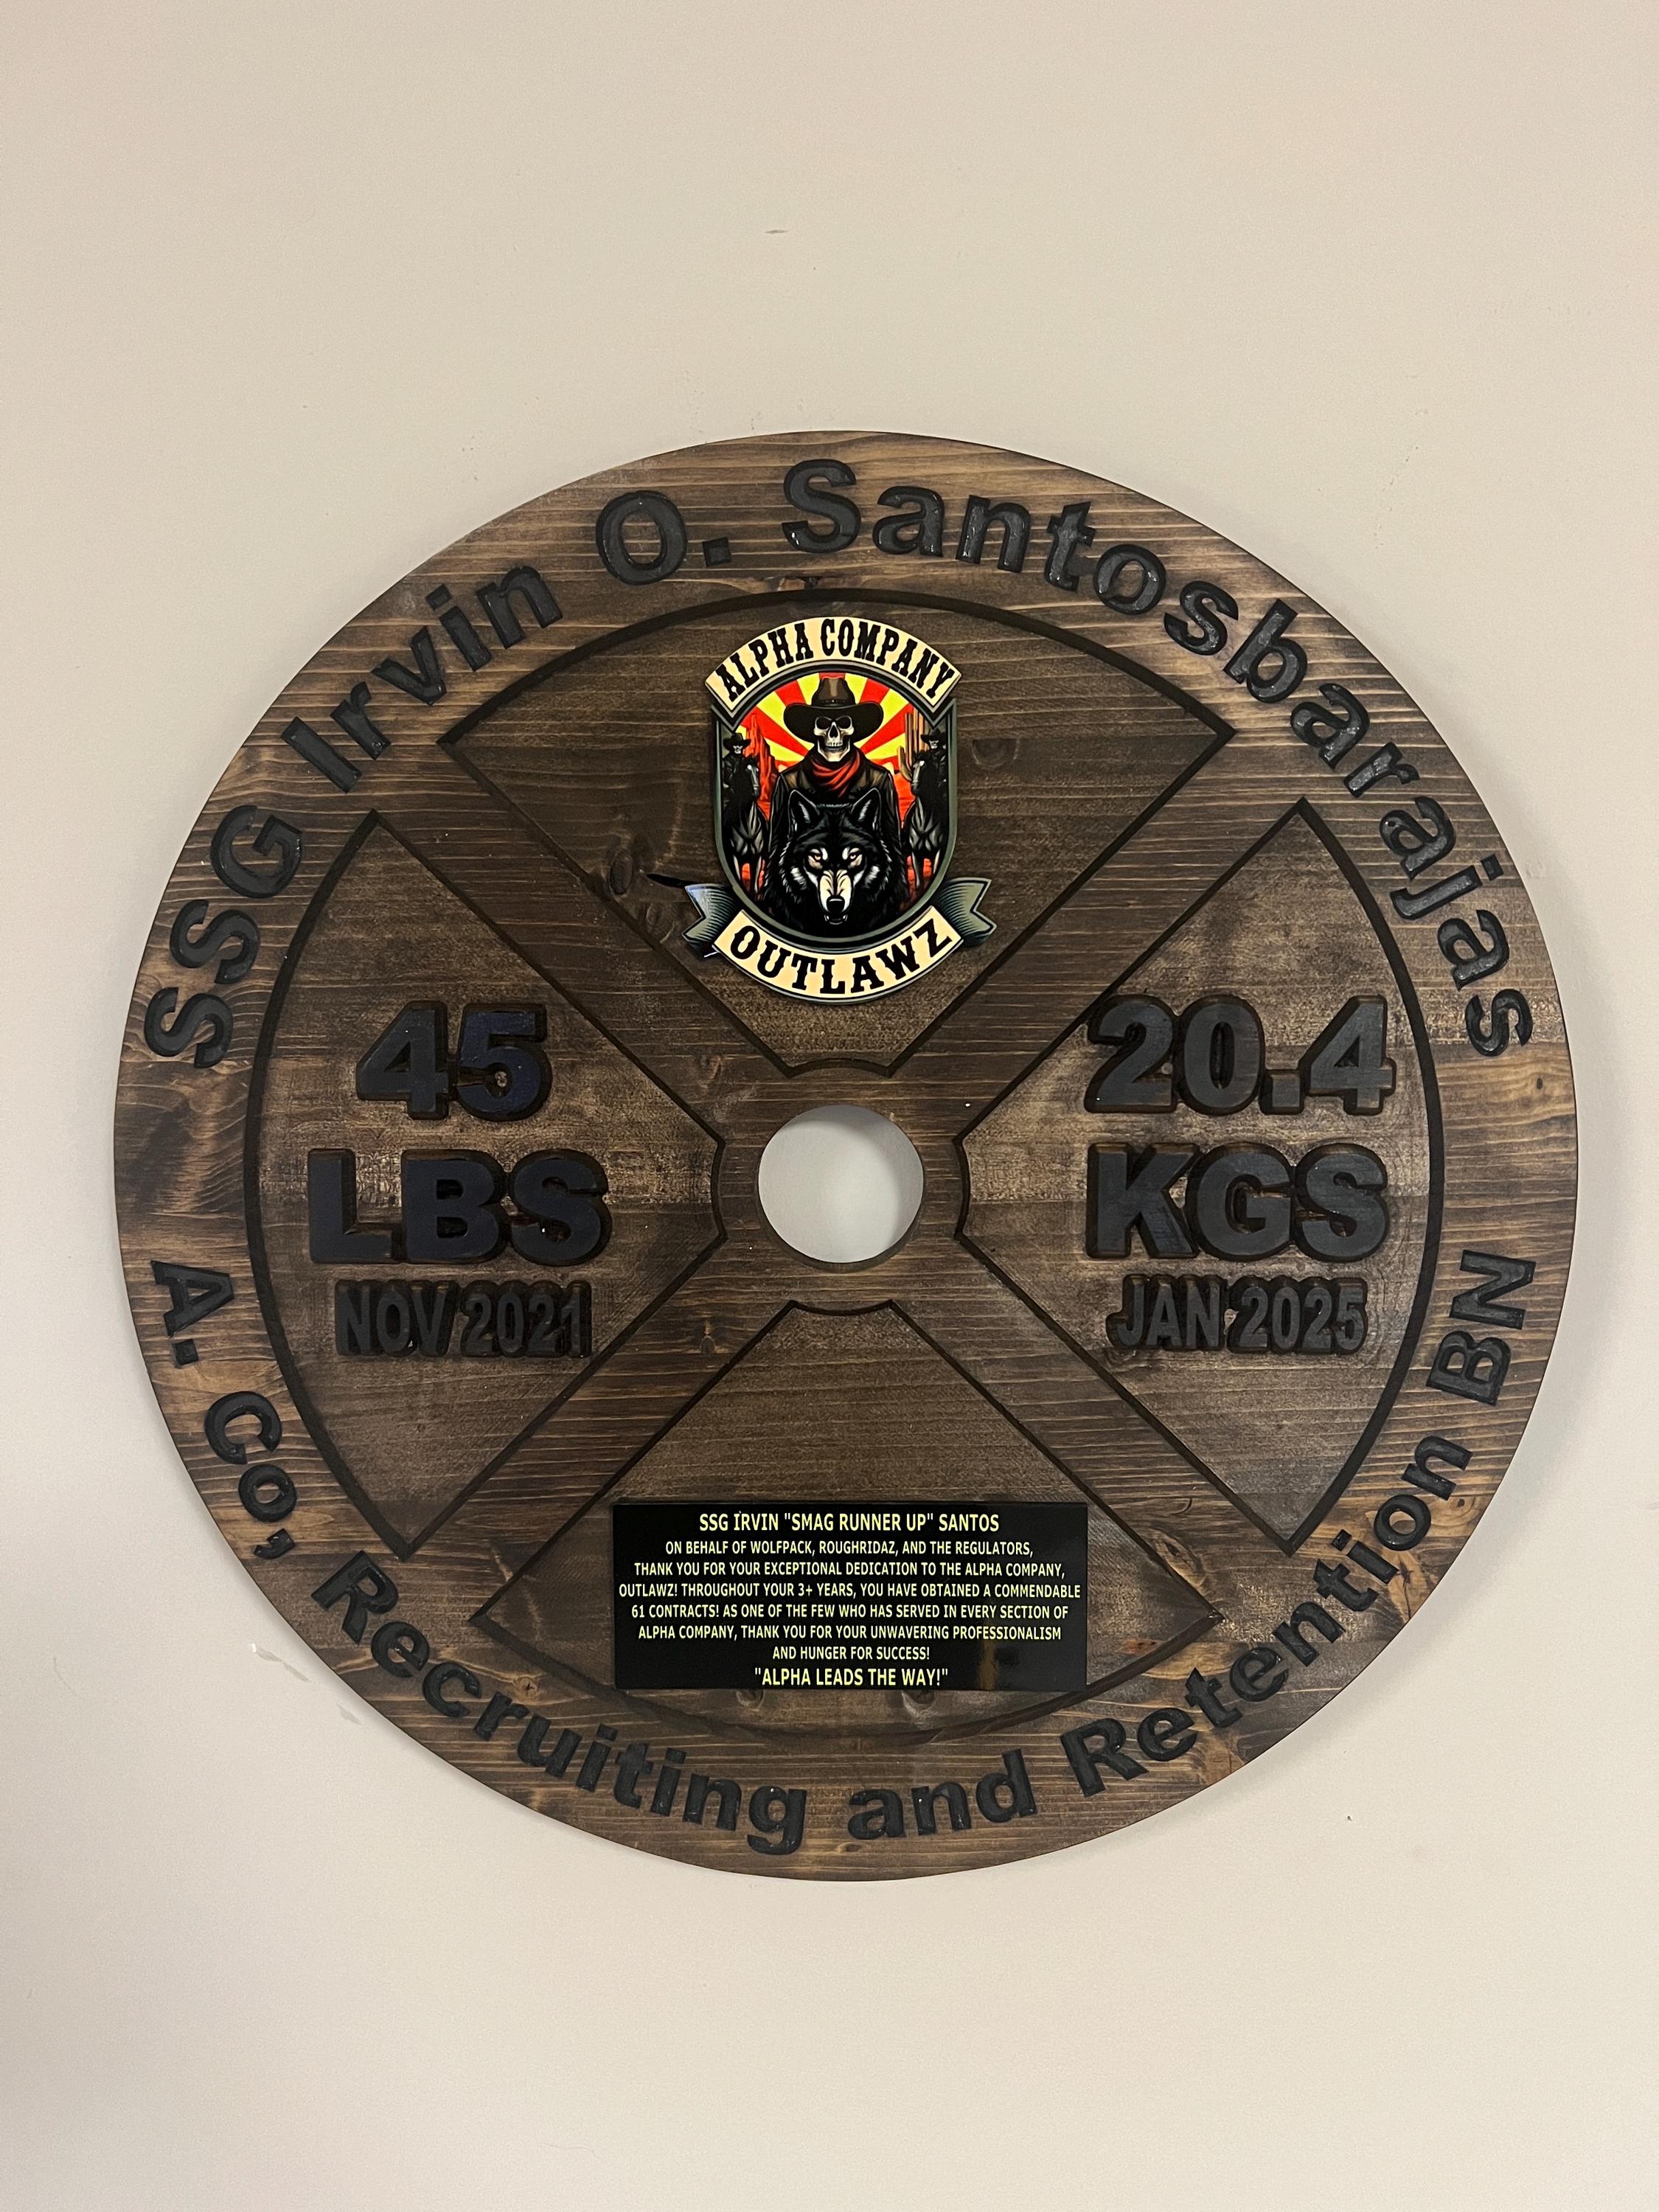 SSG Irvin O. Santosbarajas
ALPHA COMPANY
OUTLAWZ
45
LBS
NOV 2021
20.4
KGS
JAN 2025
SSG IRVIN "SMAG RUNNER UP" SANTOS
ON BEHALF OF WOLFPACK, ROUGHRIDAZ, AND THE REGULATORS,
THANK YOU FOR YOUR EXCEPTIONAL DEDICATION TO THE ALPHA COMPANY,
OUTLAWZ! THROUGHOUT YOUR 3+ YEARS, YOU HAVE OBTAINED A COMMENDABLE
61 CONTRACTS! AS ONE OF THE FEW WHO HAS SERVED IN EVERY SECTION OF
ALPHA COMPANY, THANK YOU FOR YOUR UNWAVERING PROFESSIONALISM
AND HUNGER FOR SUCCESS!
"ALPHA LEADS THE WAY!"
A. Co, Recruiting and Retention BN